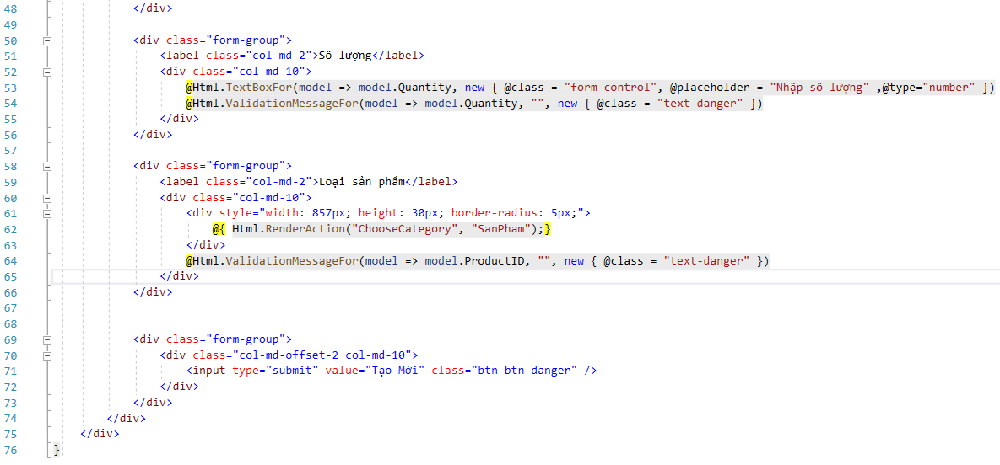 48 </div>
49
50 <div class="form-group">
51 <label class="col-md-2">Số lượng</label>
52 <div class="col-md-10">
53 @Html.TextBoxFor(model => model.Quantity, new { @class = "form-control", @placeholder = "Nhập số lượng" ,@type="number" })
54 @Html.ValidationMessageFor(model => model.Quantity, "", new { @class = "text-danger" })
55 </div>
56 </div>
57
58 <div class="form-group">
59 <label class="col-md-2">Loại sản phẩm</label>
60 <div class="col-md-10">
61 <div style="width: 857px; height: 30px; border-radius: 5px;">
62 @{ Html.RenderAction("ChooseCategory", "SanPham");}
63 </div>
64 @Html.ValidationMessageFor(model => model.ProductID, "", new { @class = "text-danger" })
65 </div>
66 </div>
67
68
69 <div class="form-group">
70 <div class="col-md-offset-2 col-md-10">
71 <input type="submit" value="Tạo Mới" class="btn btn-danger" />
72 </div>
73 </div>
74 </div>
75 </div>
76 }